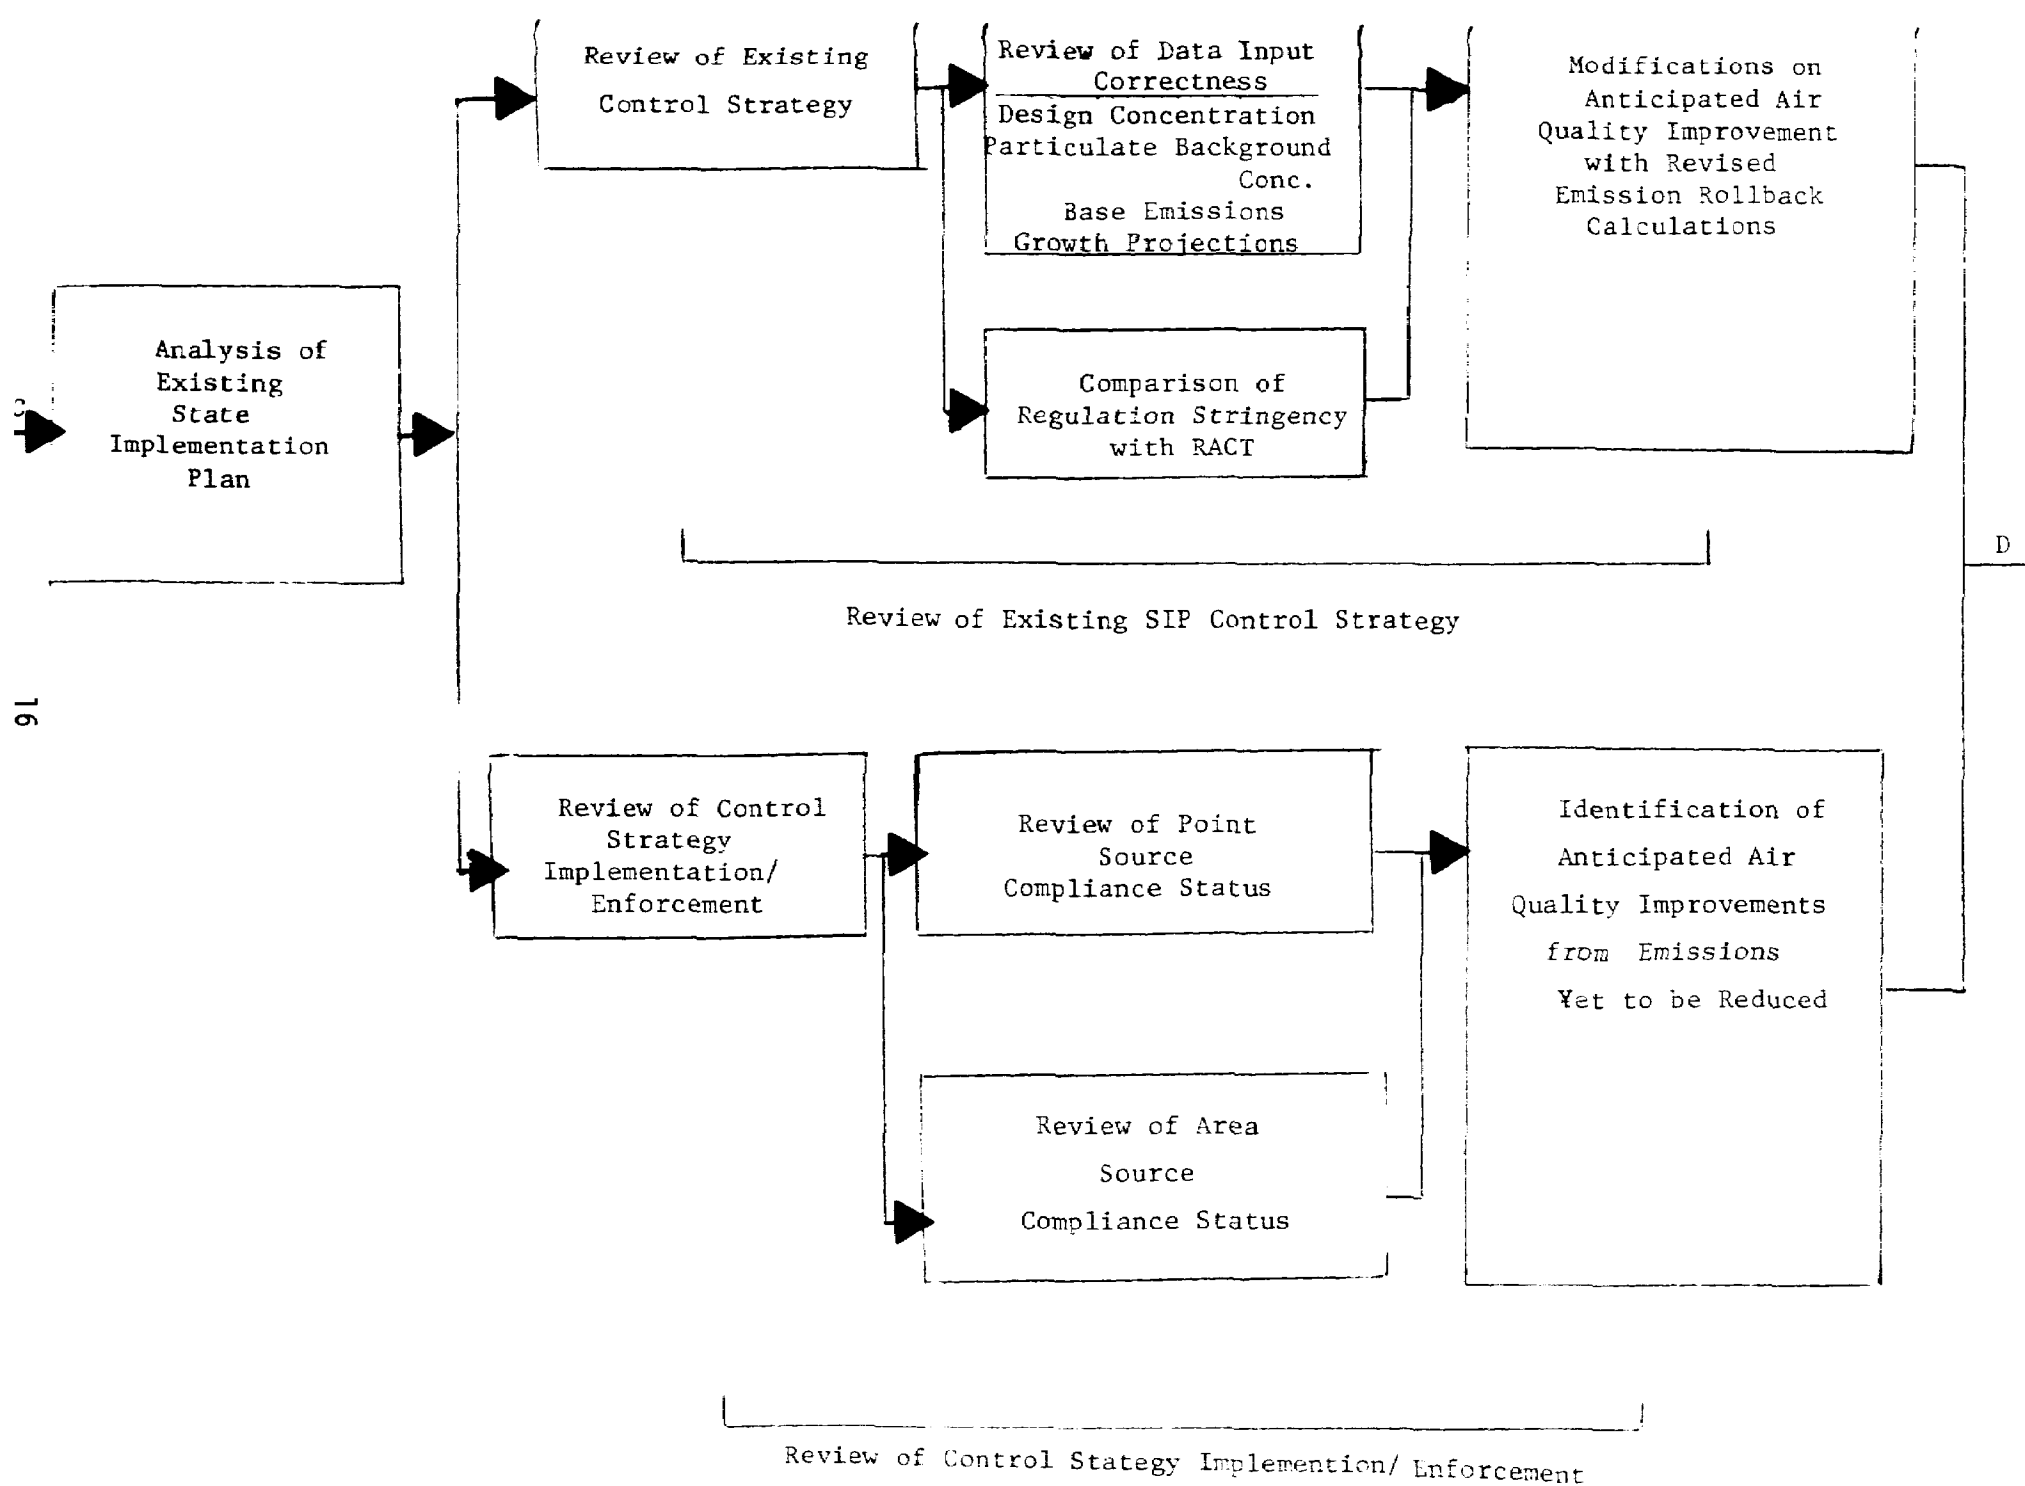 Review of Existing
Control Strategy
Review of Data Input
Correctness
Design Concentration
Particulate Background
Conc.
Base Emissions
Growth Projections
Modifications on
Anticipated Air
Quality Improvement
with Revised
Emission Rollback
Calculations
Analysis of
Existing
State
Implementation
Plan
Comparison of
Regulation Stringency
with RACT
D
Review of Existing SIP Control Strategy
16
Review of Control
Strategy
Implementation/
Enforcement
Review of Point
Source
Compliance Status
Identification of
Anticipated Air
Quality Improvements
from Emissions
Yet to be Reduced
Review of Area
Source
Compliance Status
Review of Control Stategy Implemention/ Enforcement